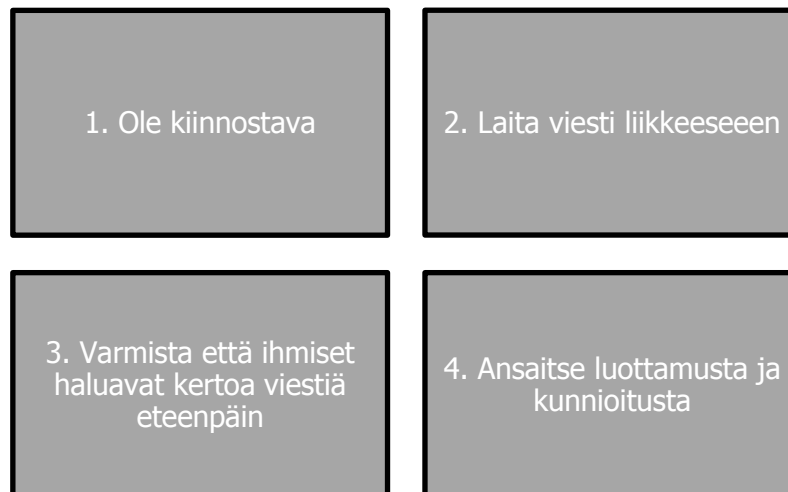 1. Ole kiinnostava
2. Laita viesti liikkeeseeen
3. Varmista että ihmiset
haluavat kertoa viestiä
eteenpäin
4. Ansaitse luottamusta ja
kunnioitusta